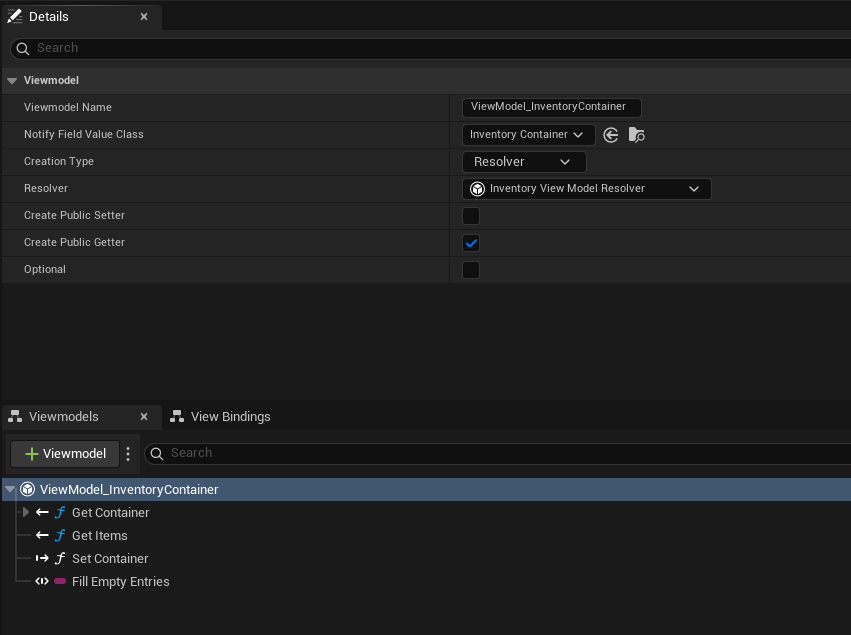 Details
Search
Viewmodel
Viewmodel Name ViewModel_InventoryContainer
Notify Field Value Class Inventory Container
Creation Type Resolver
Resolver Inventory View Model Resolver
Create Public Setter
Create Public Getter
Optional
Viewmodels View Bindings
Viewmodel Search
ViewModel_InventoryContainer
f Get Container
f Get Items
f Set Container
Fill Empty Entries